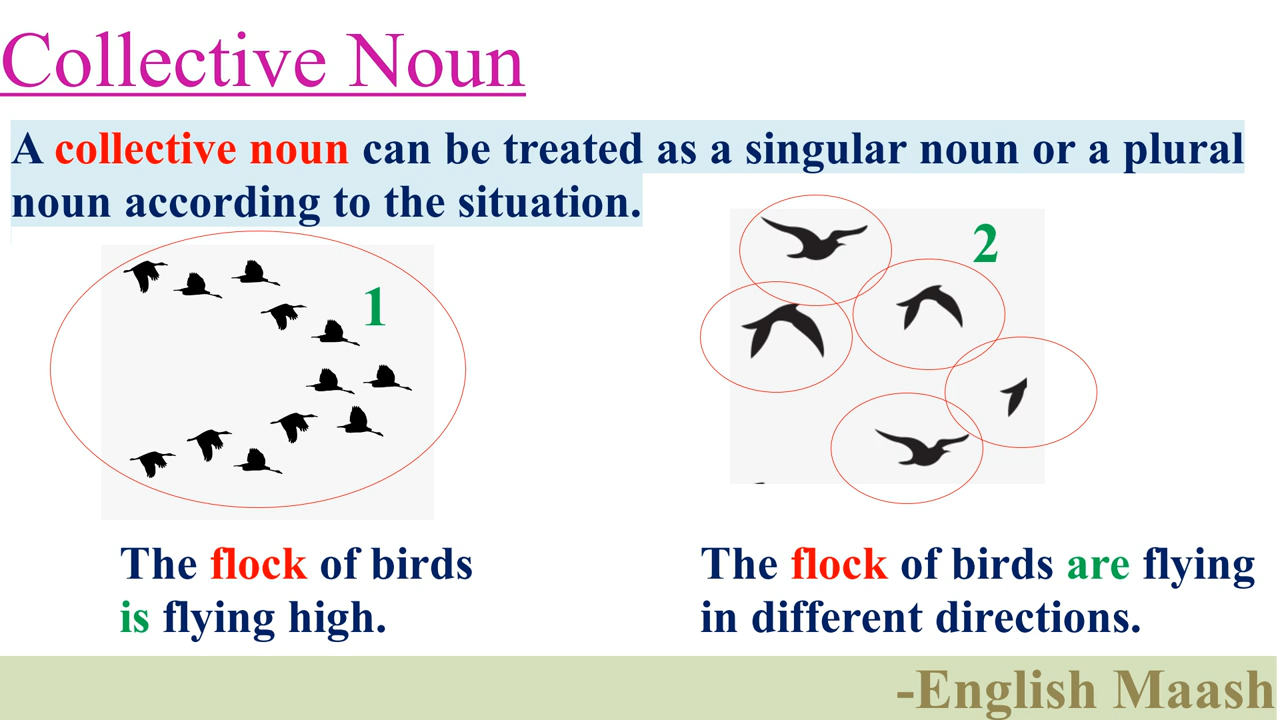 Collective Noun
A collective noun can be treated as a singular noun or a plural
noun according to the situation.
1
2
The flock of birds
is flying high.
The flock of birds are flying
in different directions.
-English Maash